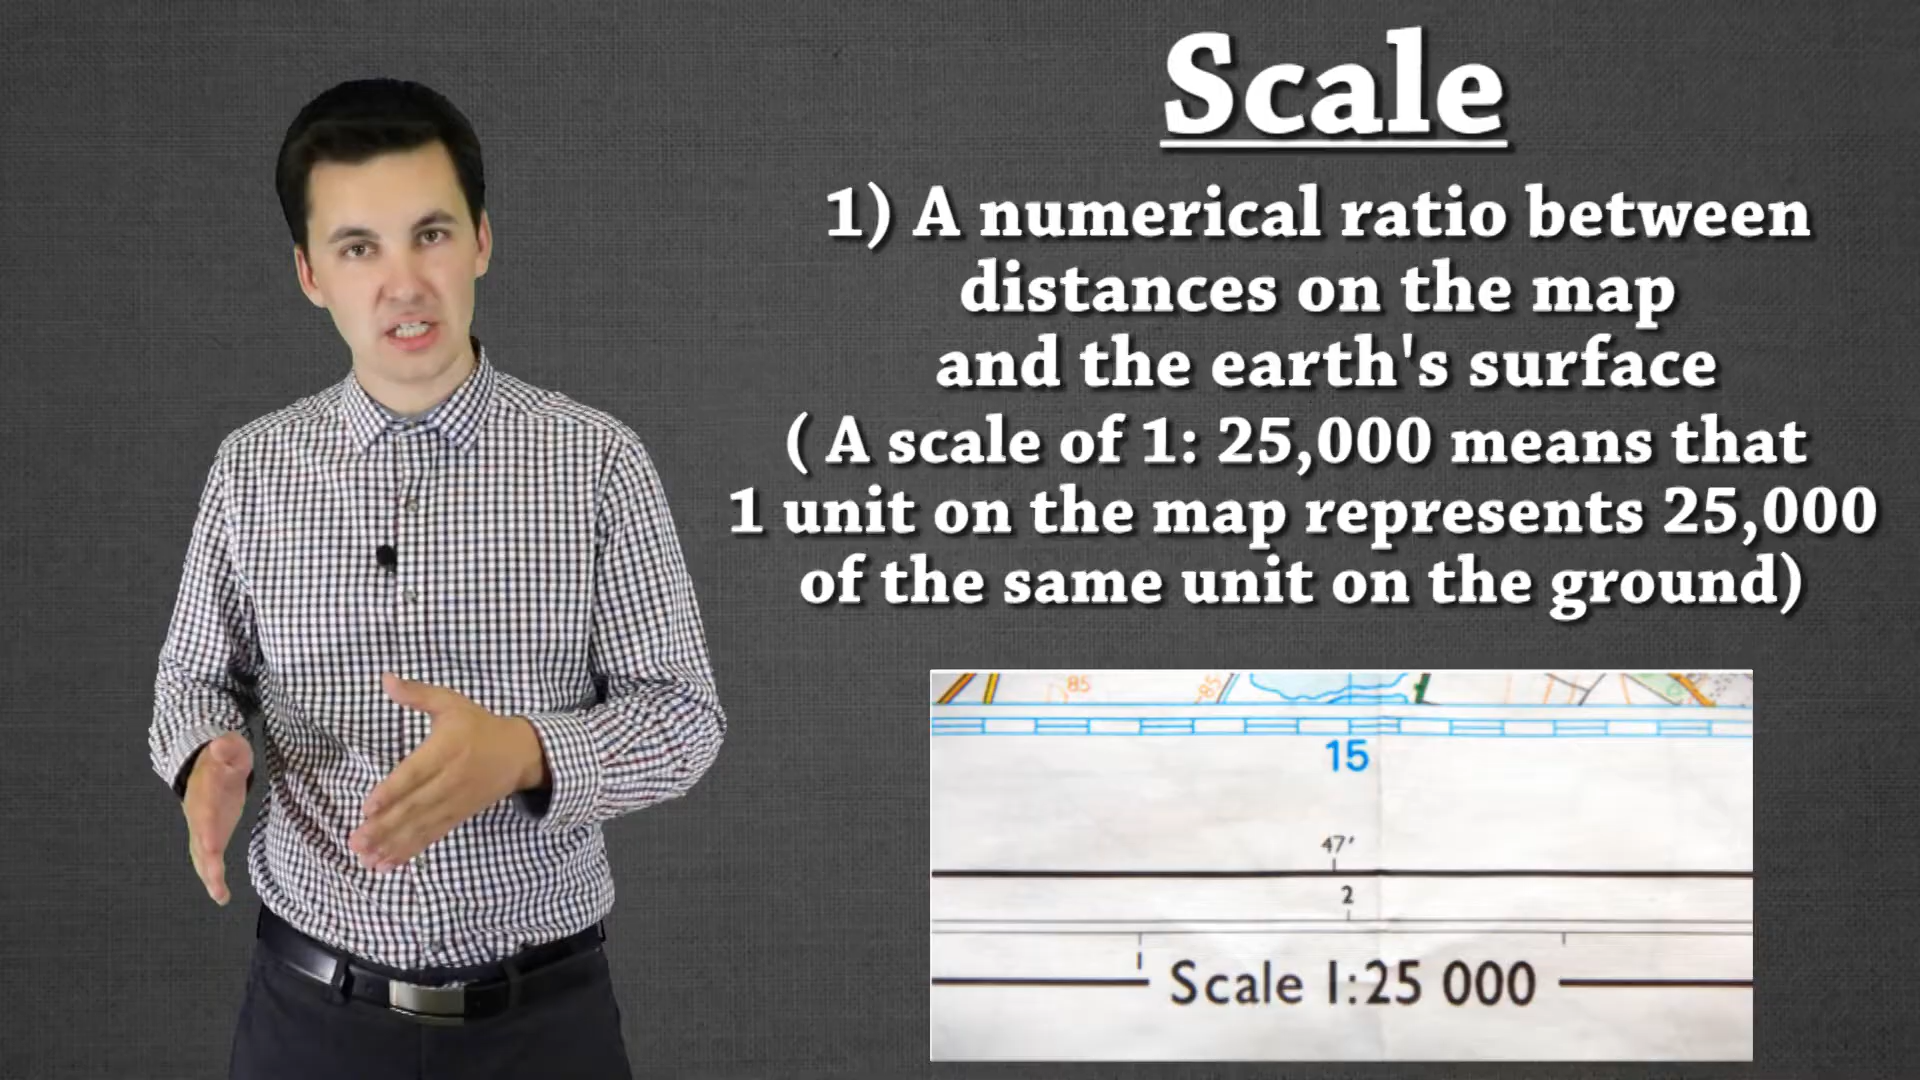 Scale
1) A numerical ratio between
distances on the map
and the earth's surface
( A scale of 1: 25,000 means that
1 unit on the map represents 25,000
of the same unit on the ground)
85
85
15
47'
2
Scale 1:25 000